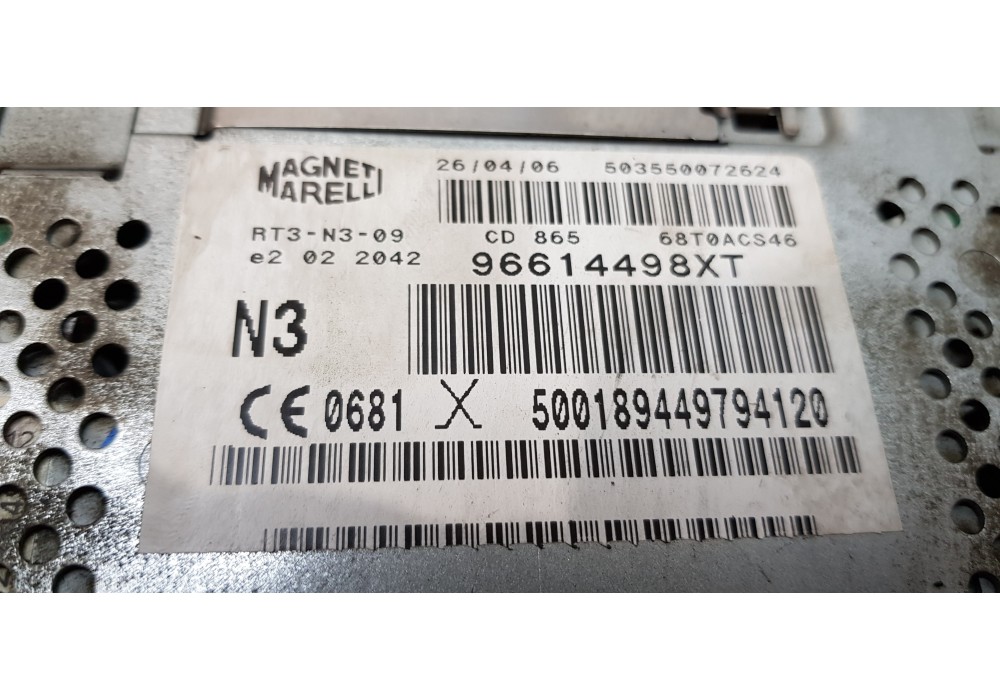 MAGNETI MARELLI
26/04/06 503550072624
RT3-N3-09 CD 865 68T0ACS46
e2 02 2042 96614498XT
N3
CE 0681 X 500189449794120